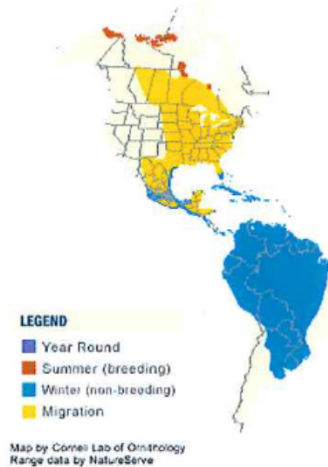 LEGEND
Year Round
Summer (breeding)
Winter (non-breeding)
Migration
Map by Cornell Lab of Ornithology
Range data by NatureServe